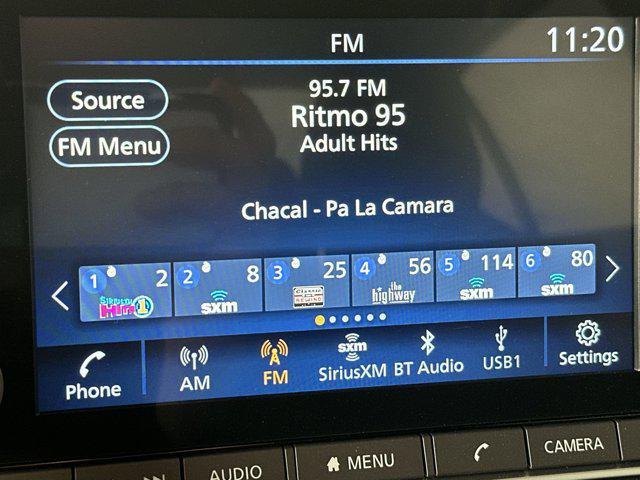 FM
11:20
Source
FM Menu
95.7 FM
Ritmo 95
Adult Hits
Chacal - Pa La Camara
1 2
2 8
sxm
3 25
4 56
the highway
5 114
sxm
6 80
sxm
Phone
AM
FM
sxm
SiriusXM
BT Audio
USB1
Settings
AUDIO
MENU
CAMERA